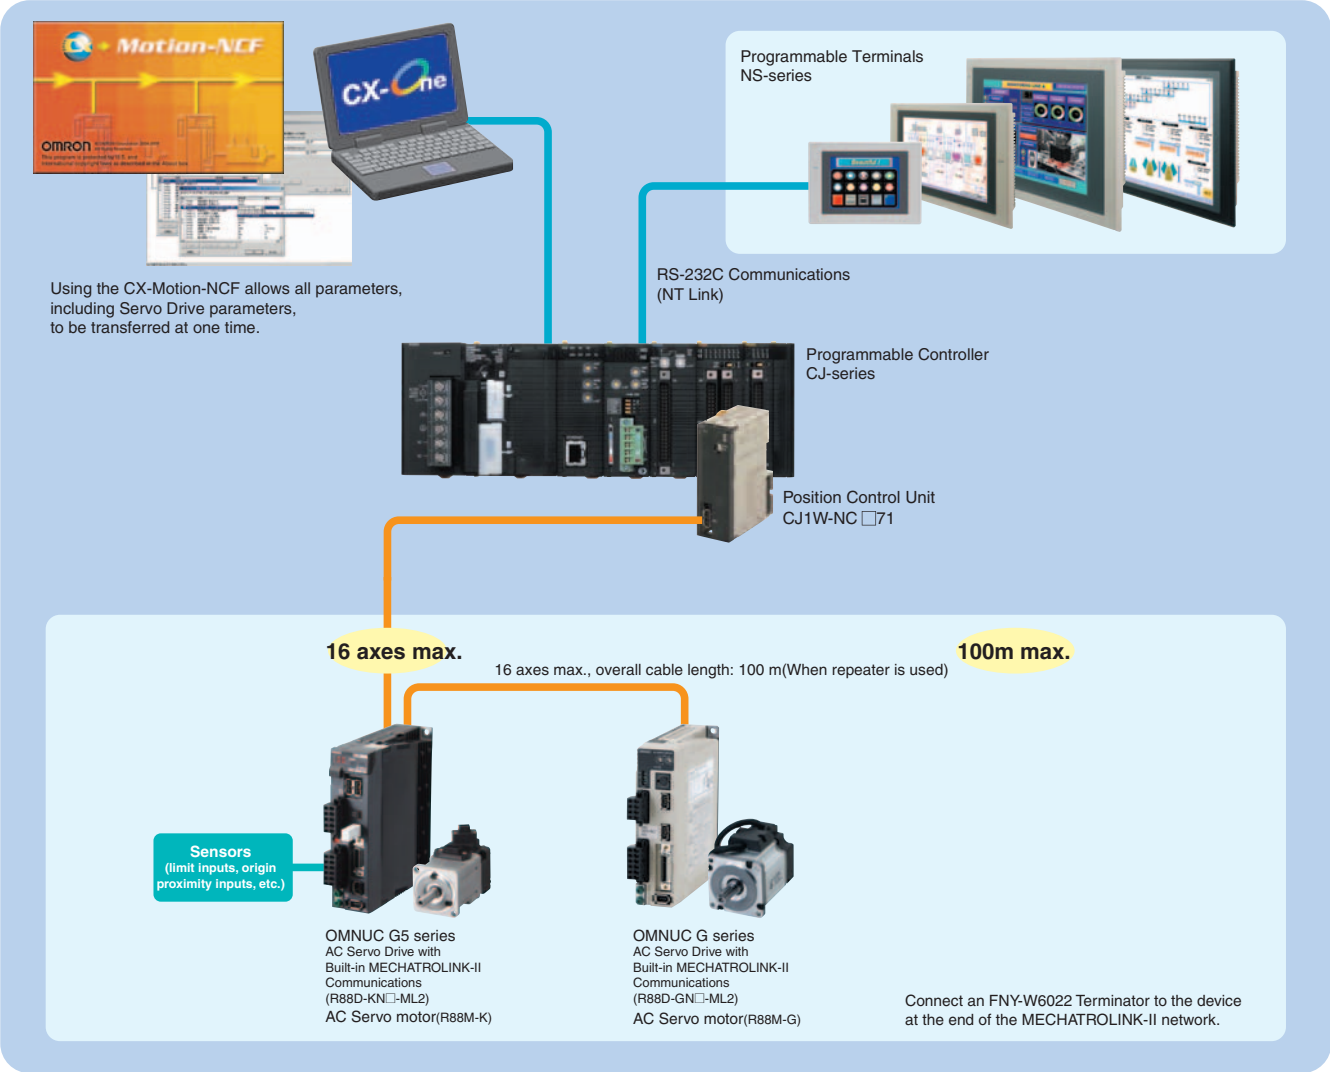 Motion-NCF
OMRON
CX-One
Programmable Terminals
NS-series
Beautiful!
RS-232C Communications
(NT Link)
Using the CX-Motion-NCF allows all parameters,
including Servo Drive parameters,
to be transferred at one time.
Programmable Controller
CJ-series
Position Control Unit
CJ1W-NC□71
16 axes max.
100m max.
16 axes max., overall cable length: 100 m(When repeater is used)
Sensors
(limit inputs, origin
proximity inputs, etc.)
OMNUC G5 series
AC Servo Drive with
Built-in MECHATROLINK-II
Communications
(R88D-KN□-ML2)
AC Servo motor(R88M-K)
OMNUC G series
AC Servo Drive with
Built-in MECHATROLINK-II
Communications
(R88D-GN□-ML2)
AC Servo motor(R88M-G)
Connect an FNY-W6022 Terminator to the device
at the end of the MECHATROLINK-II network.